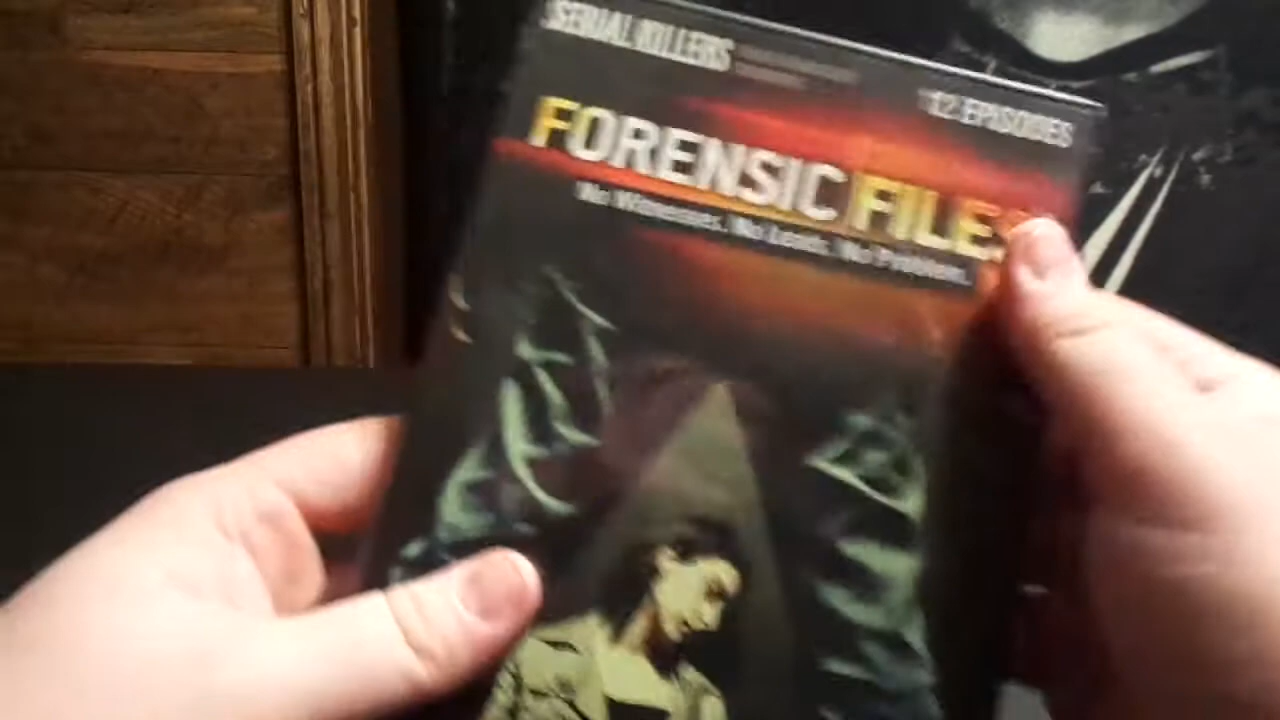 SERIAL KILLERS
12 EPISODES
FORENSIC FILES
No Witnesses. No Leads. No Problem.